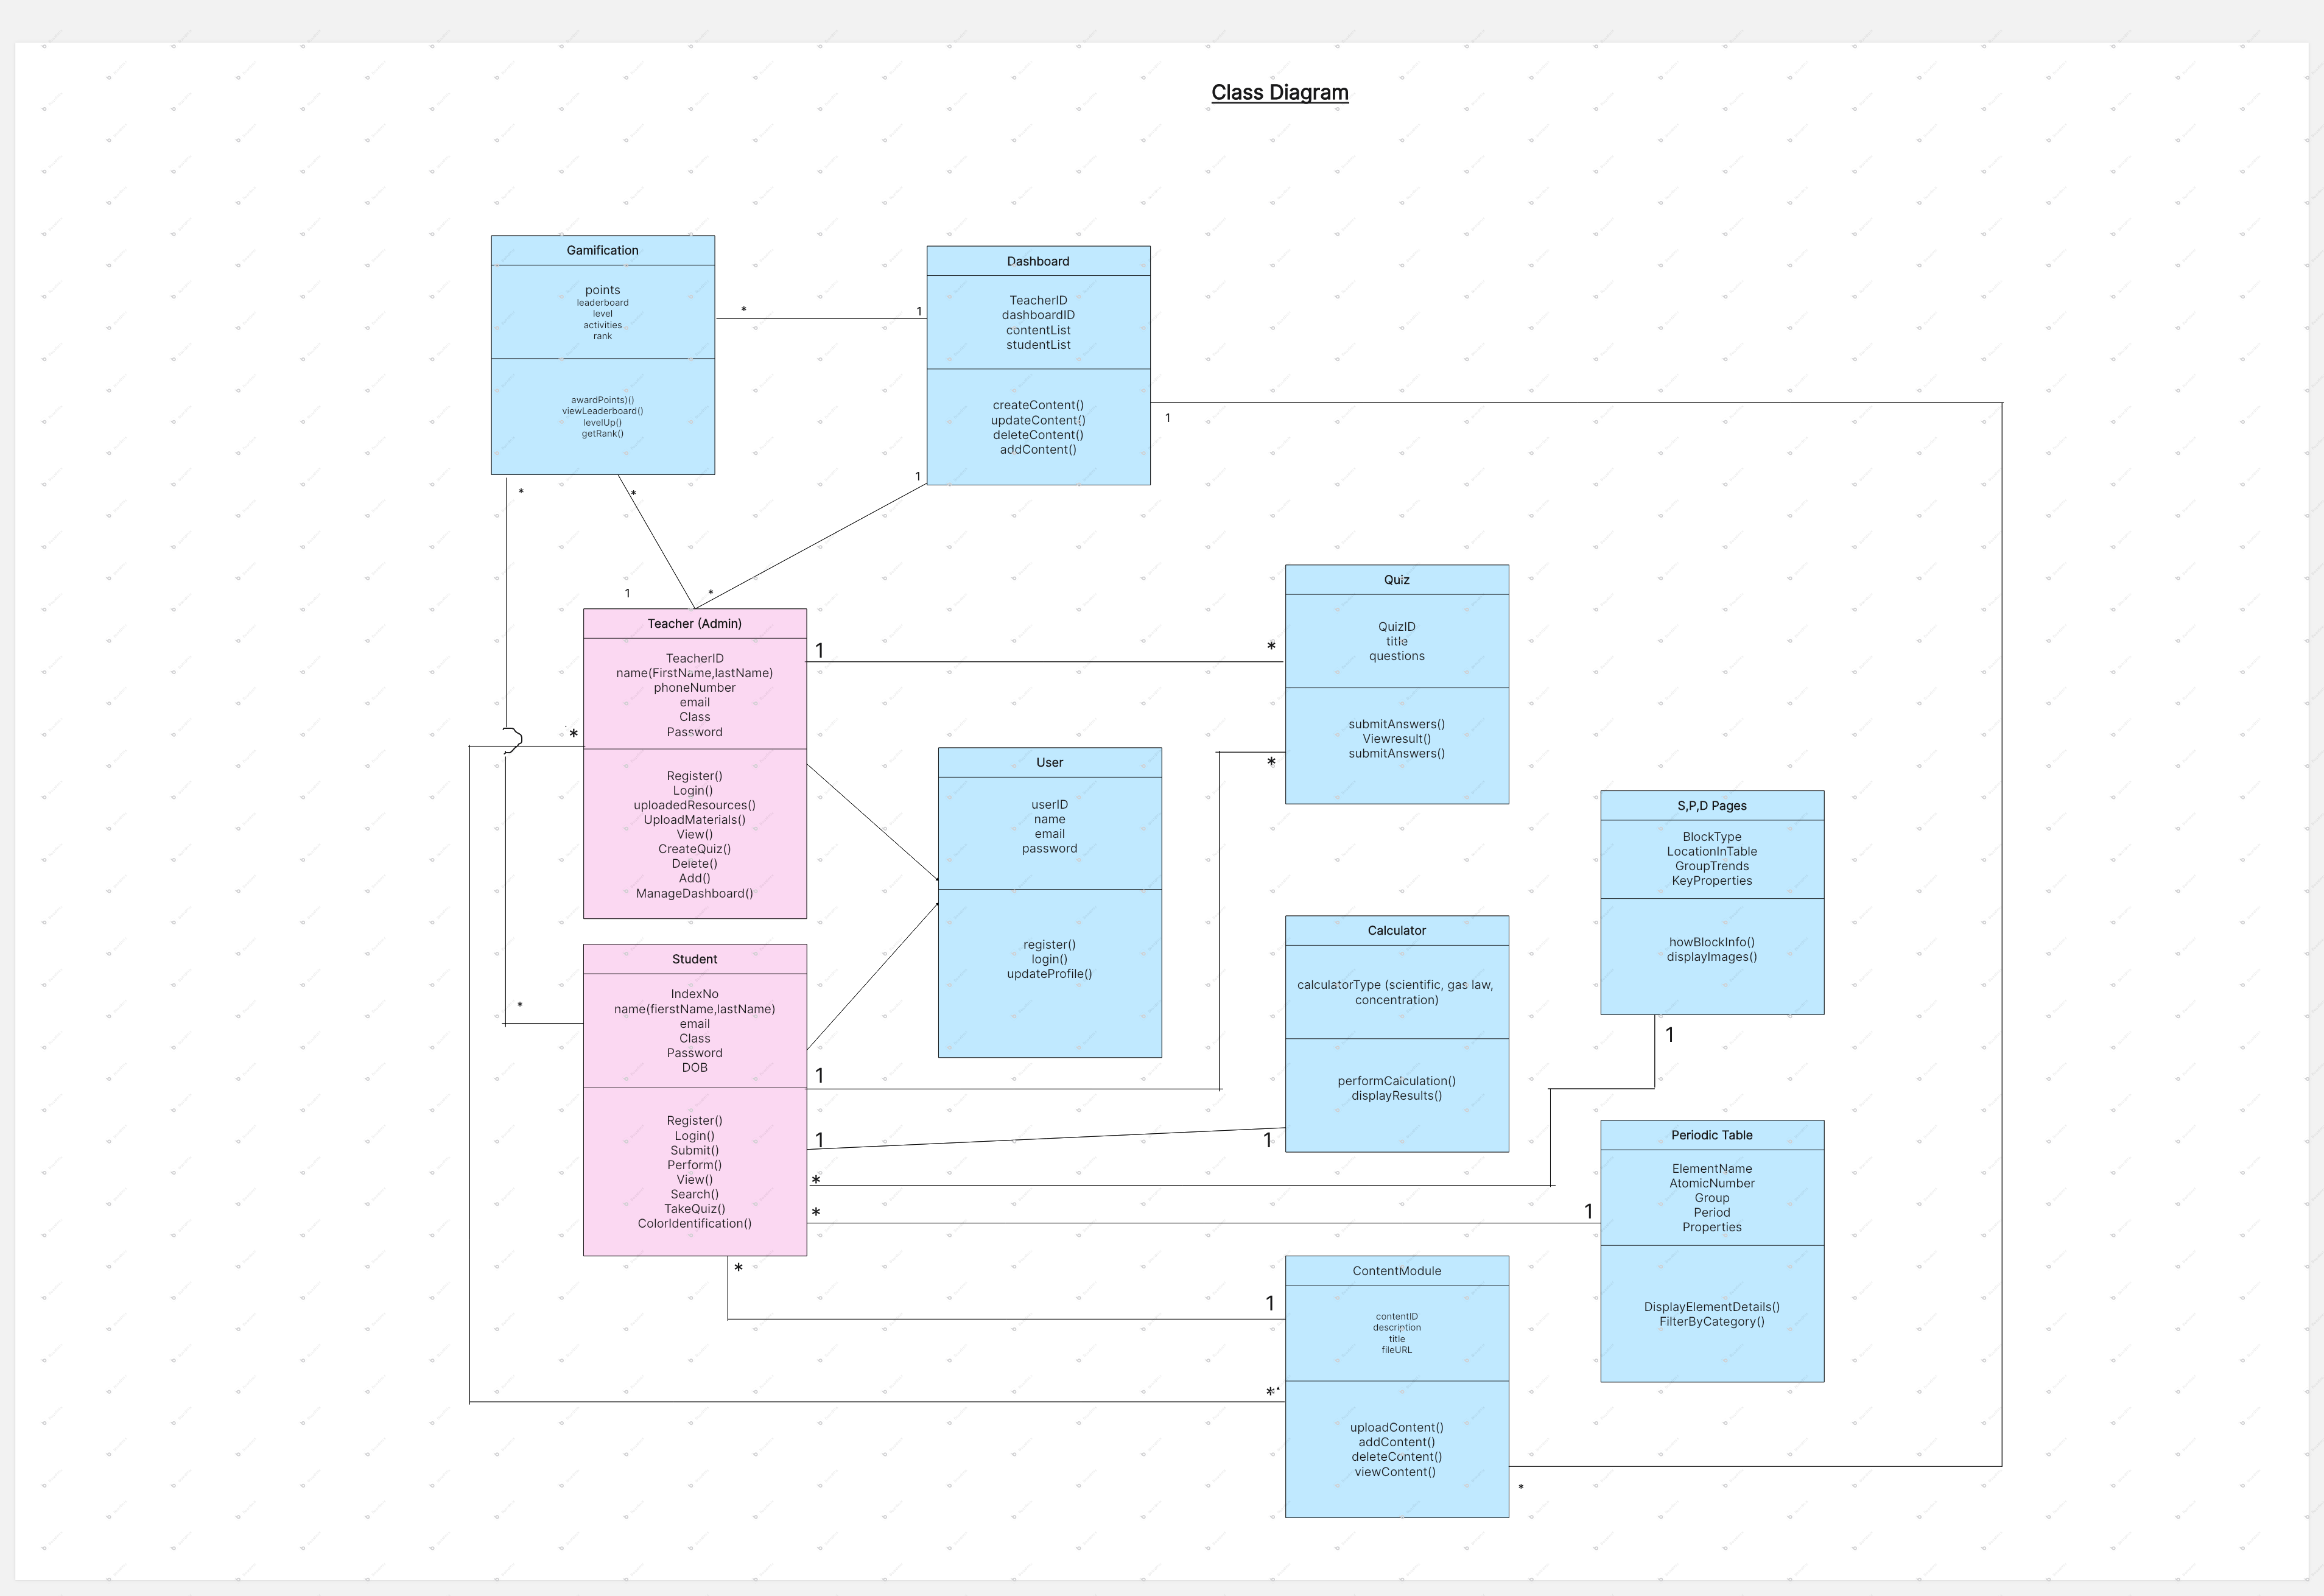 Class Diagram
Gamification
points
leaderboard
level
activities
rank
awardPoints)()
viewLeaderboard()
levelUp()
getRank()
*
1
Dashboard
TeacherID
dashboardID
contentList
studentList
createContent()
updateContent()
deleteContent()
addContent()
1
1
*
*
1
*
Teacher (Admin)
TeacherID
name(FirstName,lastName)
phoneNumber
email
Class
Password
Register()
Login()
uploadedResources()
UploadMaterials()
View()
CreateQuiz()
Delete()
Add()
ManageDashboard()
1
*
*
Quiz
QuizID
title
questions
submitAnswers()
Viewresult()
submitAnswers()
*
User
userID
name
email
password
register()
login()
updateProfile()
S,P,D Pages
BlockType
LocationInTable
GroupTrends
KeyProperties
howBlockInfo()
displayImages()
1
Calculator
calculatorType (scientific, gas law,
concentration)
performCalculation()
displayResults()
1
*
Student
IndexNo
name(fierstName,lastName)
email
Class
Password
DOB
Register()
Login()
Submit()
Perform()
View()
Search()
TakeQuiz()
ColorIdentification()
1
1
*
*
1
*
Periodic Table
ElementName
AtomicNumber
Group
Period
Properties
DisplayElementDetails()
FilterByCategory()
ContentModule
contentID
description
title
fileURL
uploadContent()
addContent()
deleteContent()
viewContent()
1
*
*